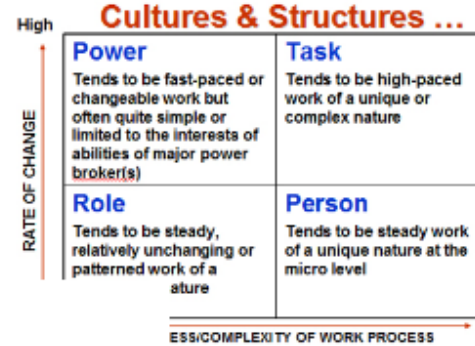 Cultures & Structures ...
High
Power
Tends to be fast-paced or
changeable work but
often quite simple or
limited to the interests of
abilities of major power
broker(s)
Task
Tends to be high-paced
work of a unique or
complex nature
RATE OF CHANGE
Role
Tends to be steady,
relatively unchanging or
patterned work of a
ature
Person
Tends to be steady work
of a unique nature at the
micro level
ESS/COMPLEXITY OF WORK PROCESS